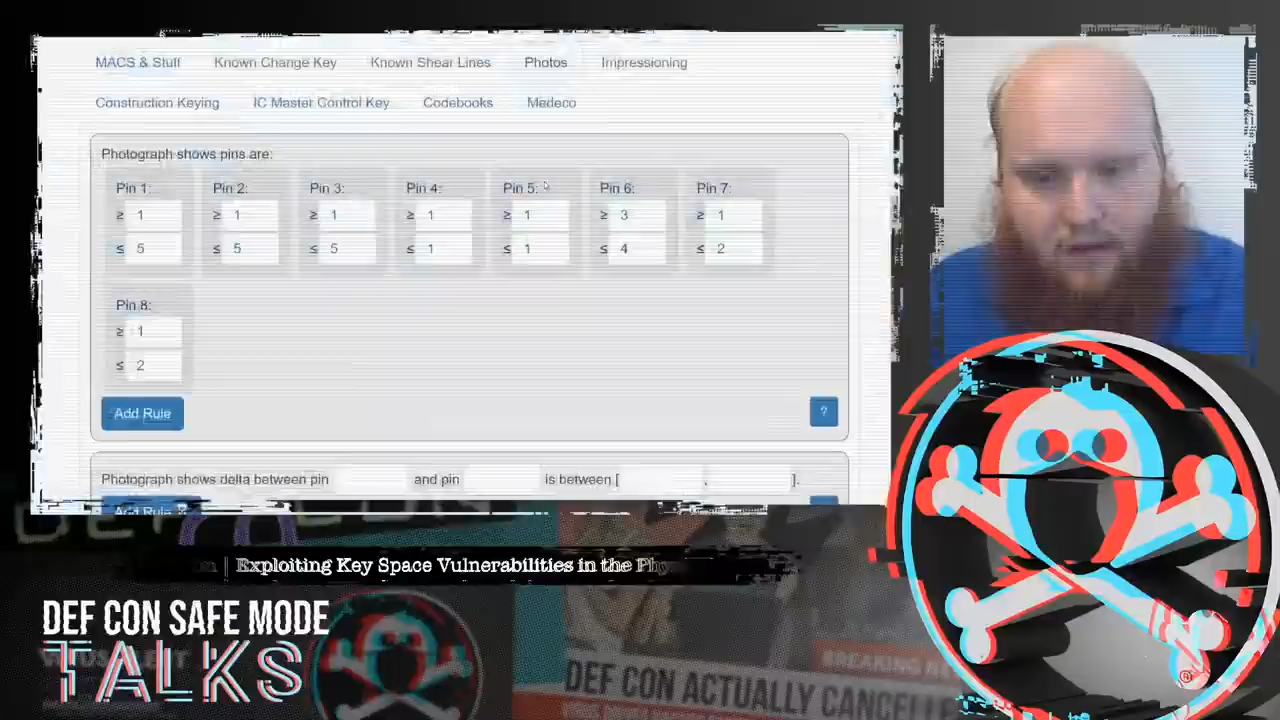 MACS & Stuff Known Change Key Known Shear Lines Photos Impressioning
Construction Keying IC Master Control Key Codebooks Medeco
Photograph shows pins are:
Pin 1: Pin 2: Pin 3: Pin 4: Pin 5: Pin 6: Pin 7:
≥ 1 ≥ 1 ≥ 1 ≥ 1 ≥ 1 ≥ 3 ≥ 1
≤ 5 ≤ 5 ≤ 5 ≤ 1 ≤ 1 ≤ 4 ≤ 2
Pin 8:
≥ 1
≤ 2
Add Rule ?
Photograph shows delta between pin and pin is between [ , ].
Add Rule
| Exploiting Key Space Vulnerabilities in the
DEF CON SAFE MODE
TALKS
BREAKING
DEF CON ACTUALLY